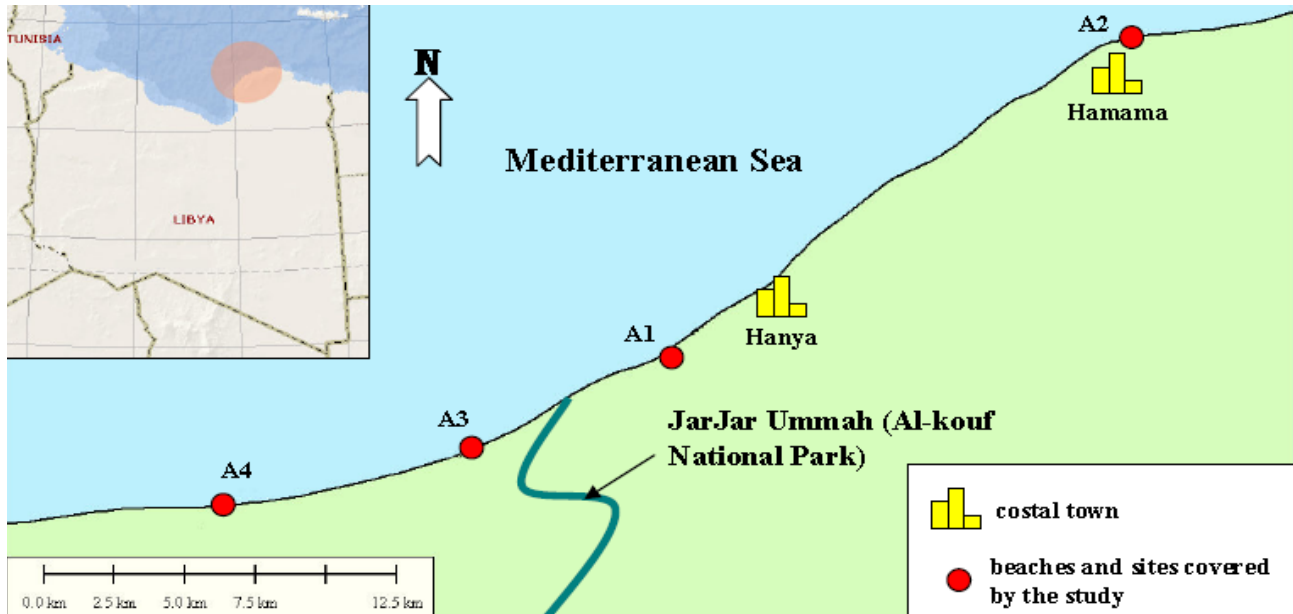 TUNISIA
LIBYA
N
Mediterranean Sea
A2
Hamama
Hanya
A1
A3
A4
JarJar Ummah (Al-kouf
National Park)
costal town
beaches and sites covered
by the study
0.0 km 2.5 km 5.0 km 7.5 km 12.5 km